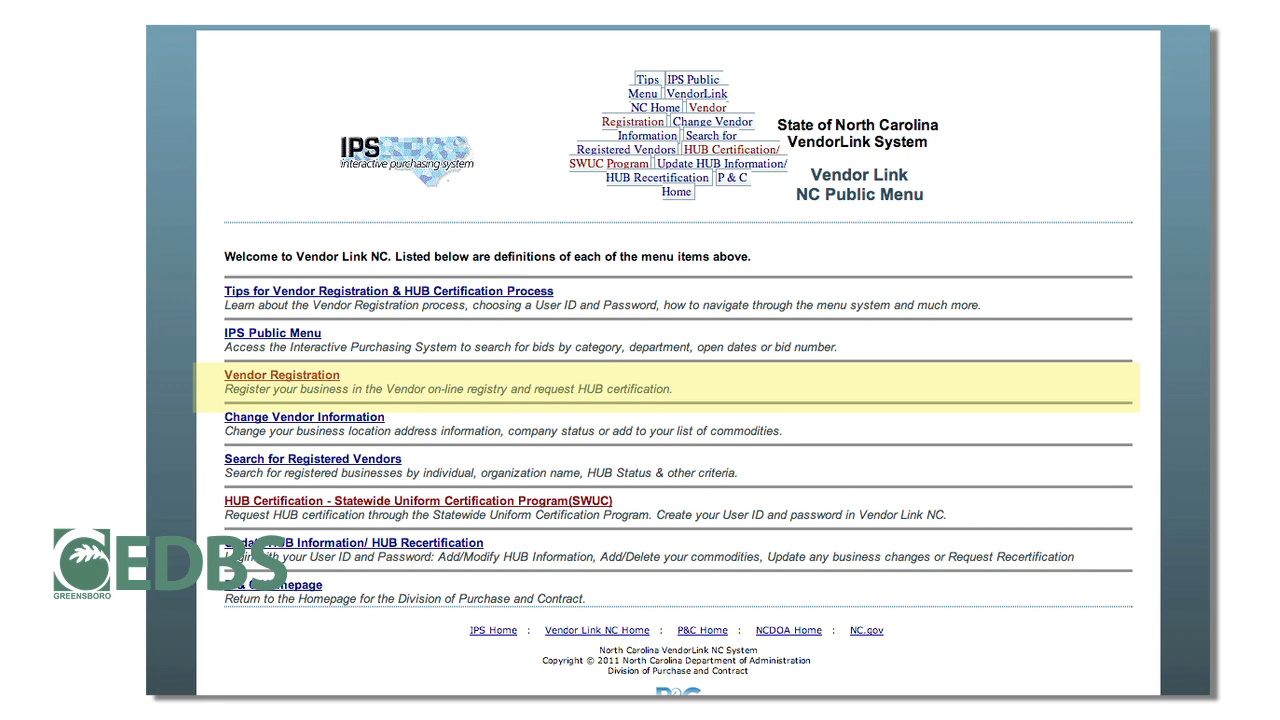 IPS
interactive purchasing system
Tips IPS Public
Menu VendorLink
NC Home Vendor
Registration Change Vendor
Information Search for
Registered Vendors HUB Certification/
SWUC Program Update HUB Information/
HUB Recertification P & C
Home
State of North Carolina
VendorLink System
Vendor Link
NC Public Menu
Welcome to Vendor Link NC. Listed below are definitions of each of the menu items above.
Tips for Vendor Registration & HUB Certification Process
Learn about the Vendor Registration process, choosing a User ID and Password, how to navigate through the menu system and much more.
IPS Public Menu
Access the Interactive Purchasing System to search for bids by category, department, open dates or bid number.
Vendor Registration
Register your business in the Vendor on-line registry and request HUB certification.
Change Vendor Information
Change your business location address information, company status or add to your list of commodities.
Search for Registered Vendors
Search for registered businesses by individual, organization name, HUB Status & other criteria.
HUB Certification - Statewide Uniform Certification Program(SWUC)
Request HUB certification through the Statewide Uniform Certification Program. Create your User ID and password in Vendor Link NC.
HUB Information/ HUB Recertification
your User ID and Password: Add/Modify HUB Information, Add/Delete your commodities, Update any business changes or Request Recertification
EDBS
GREENSBORO
Return to the Homepage for the Division of Purchase and Contract.
IPS Home : Vendor Link NC Home : P&C Home : NCDOA Home : NC.gov
North Carolina VendorLink NC System
Copyright © 2011 North Carolina Department of Administration
Division of Purchase and Contract